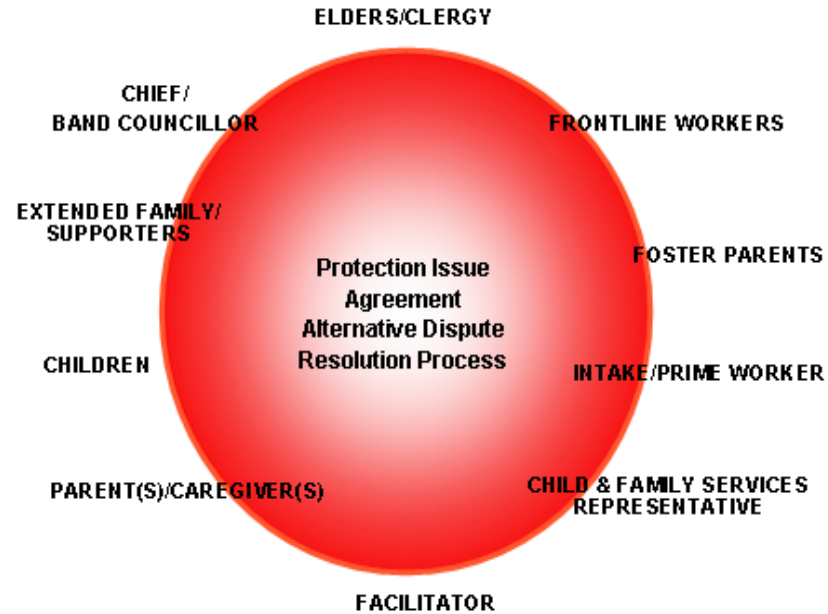 ELDERS/CLERGY
CHIEF/
BAND COUNCILLOR
FRONTLINE WORKERS
EXTENDED FAMILY/
SUPPORTERS
FOSTER PARENTS
Protection Issue
Agreement
Alternative Dispute
Resolution Process
CHILDREN
INTAKE/PRIME WORKER
PARENT(S)/CAREGIVER(S)
CHILD & FAMILY SERVICES
REPRESENTATIVE
FACILITATOR